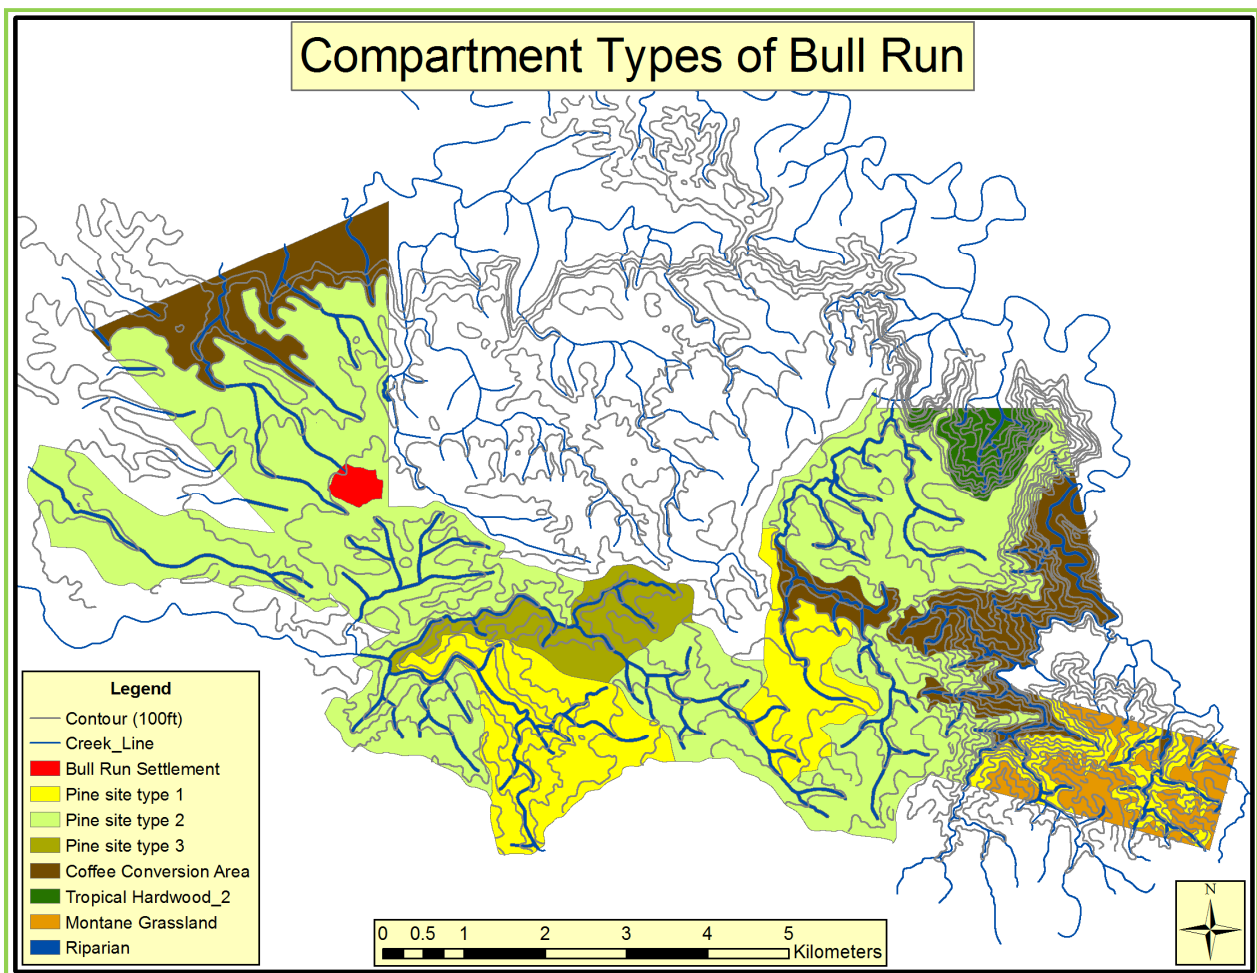 Compartment Types of Bull Run
Legend
Contour (100ft)
Creek_Line
Bull Run Settlement
Pine site type 1
Pine site type 2
Pine site type 3
Coffee Conversion Area
Tropical Hardwood_2
Montane Grassland
Riparian
0 0.5 1 2 3 4 5
Kilometers
N